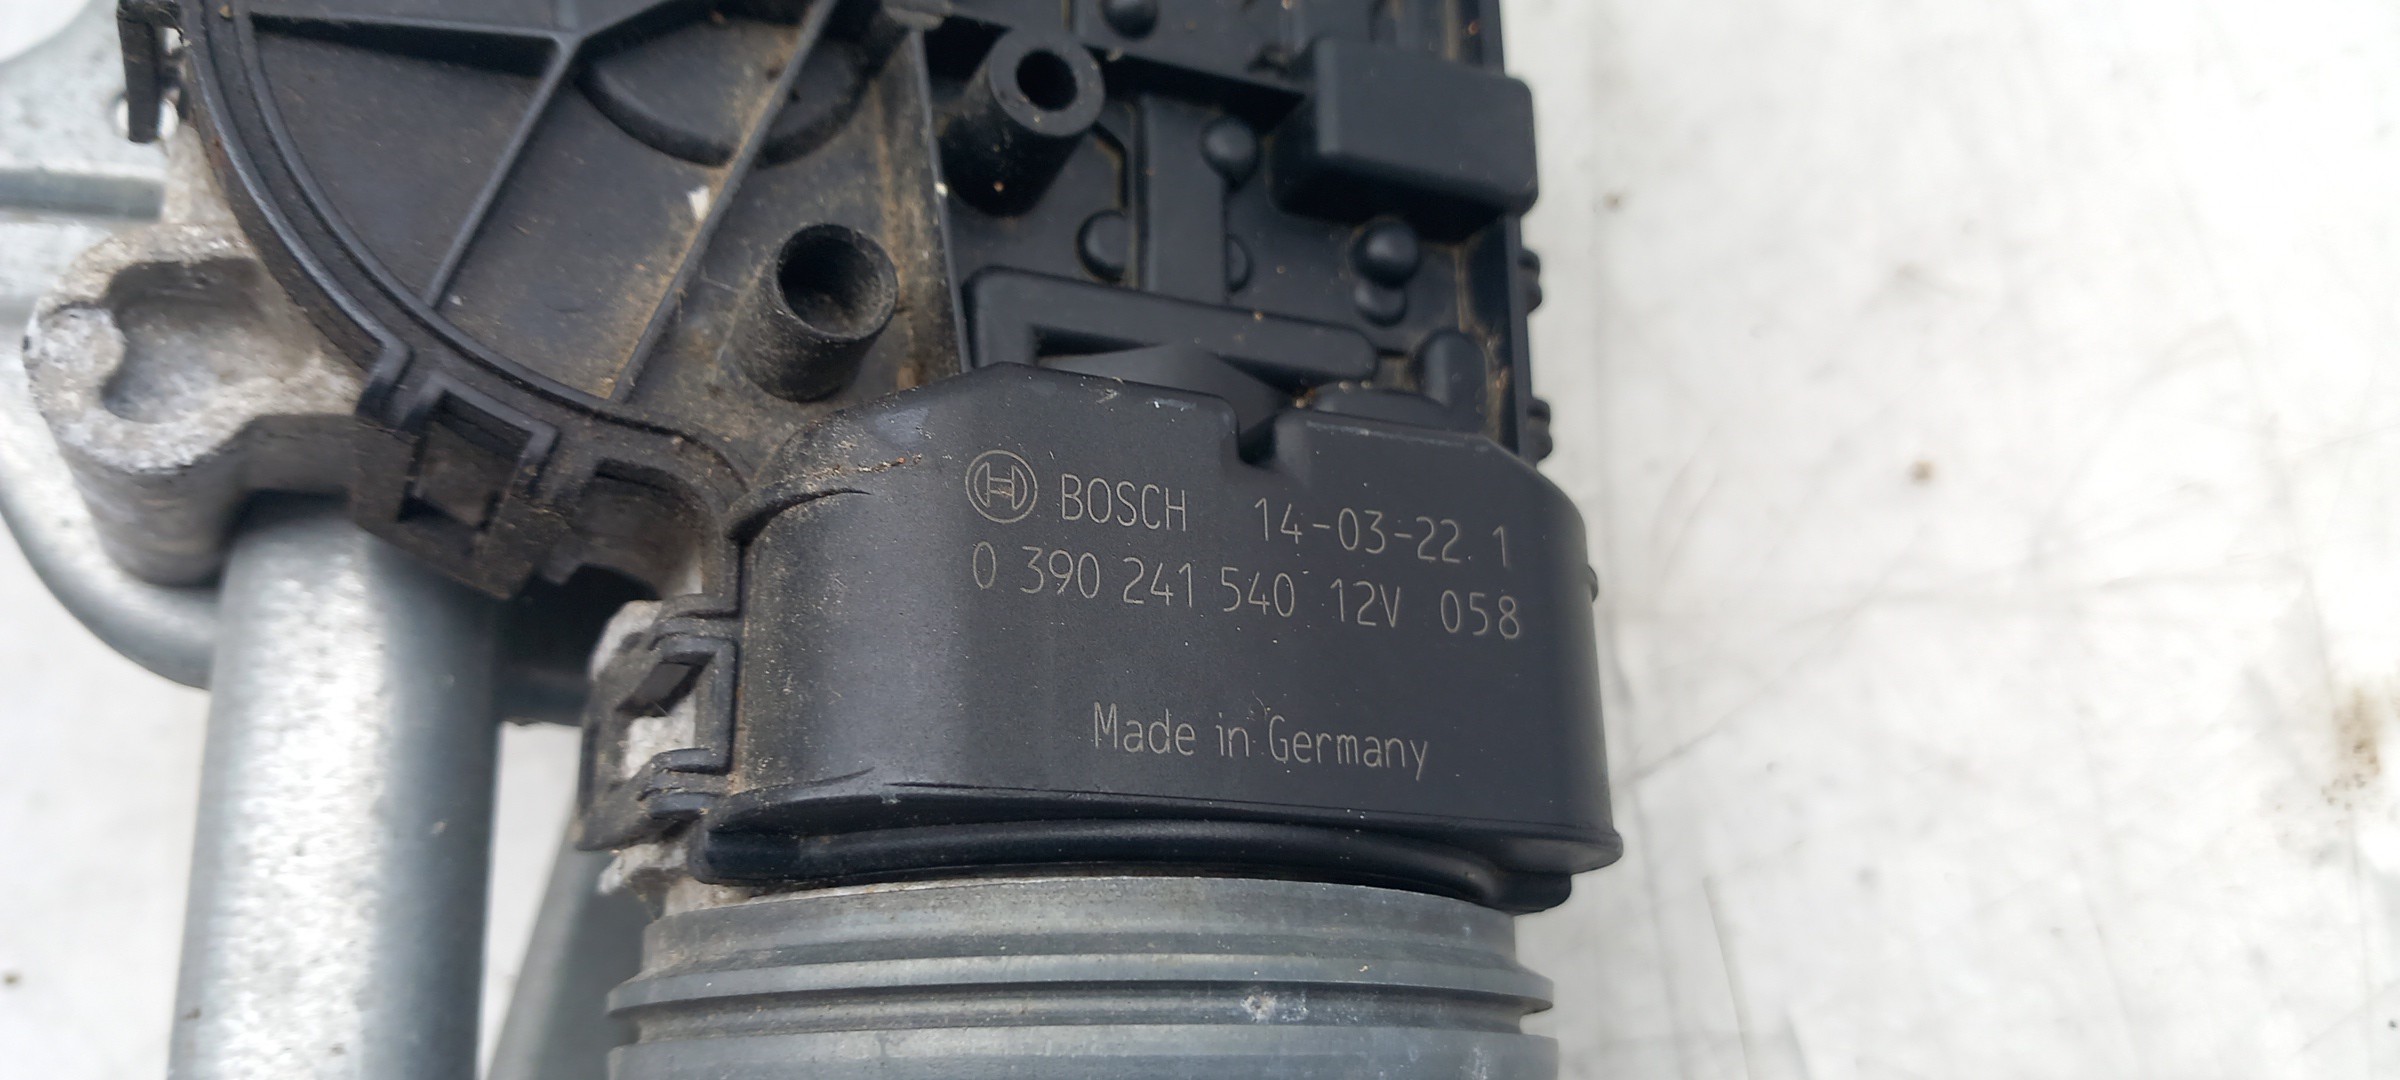 BOSCH 14-03-22.1
0 390 241 540 12V 058
Made in Germany